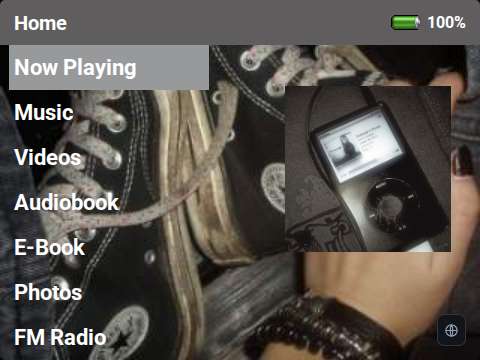 Home
100%
Now Playing
Music
Videos
Audiobook
E-Book
Photos
FM Radio